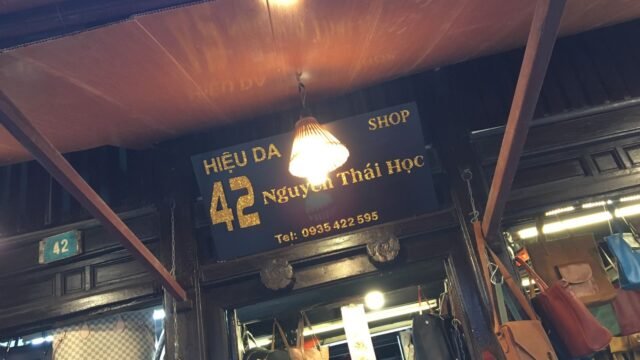 SHOP
HIỆU DA
42 Nguyễn Thái Học
Tel: 0935 422 595
42